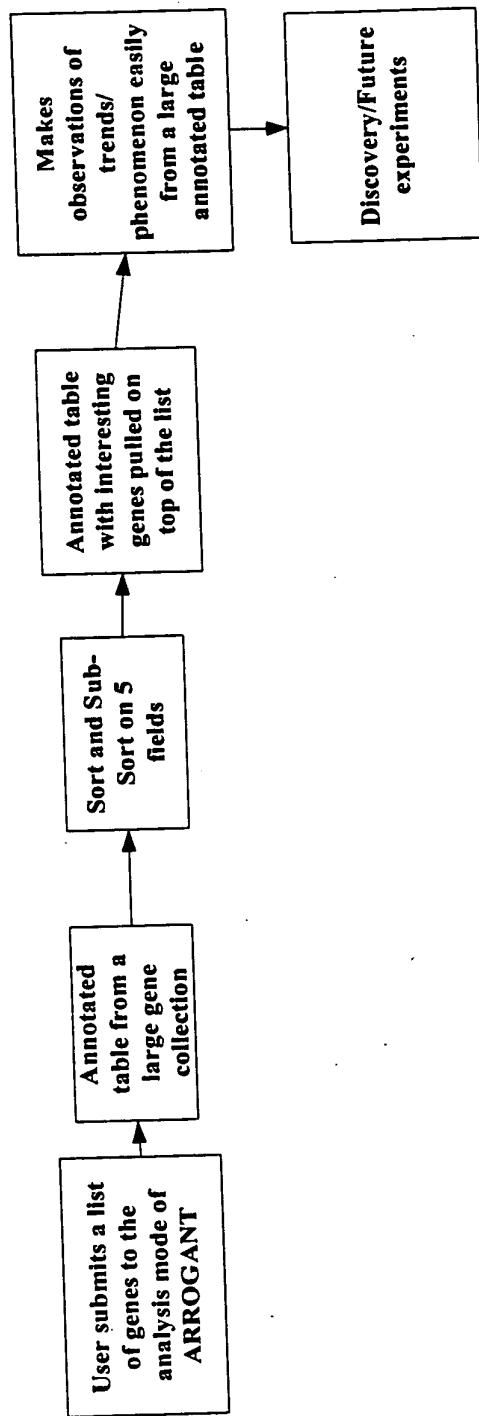 User submits a list
of genes to the
analysis mode of
ARROGANT
Annotated
table from a
large gene
collection
Sort and Sub-
Sort on 5
fields
Annotated table
with interesting
genes pulled on
top of the list
Makes
observations of
trends/
phenomenon easily
from a large
annotated table
Discovery/Future
experiments